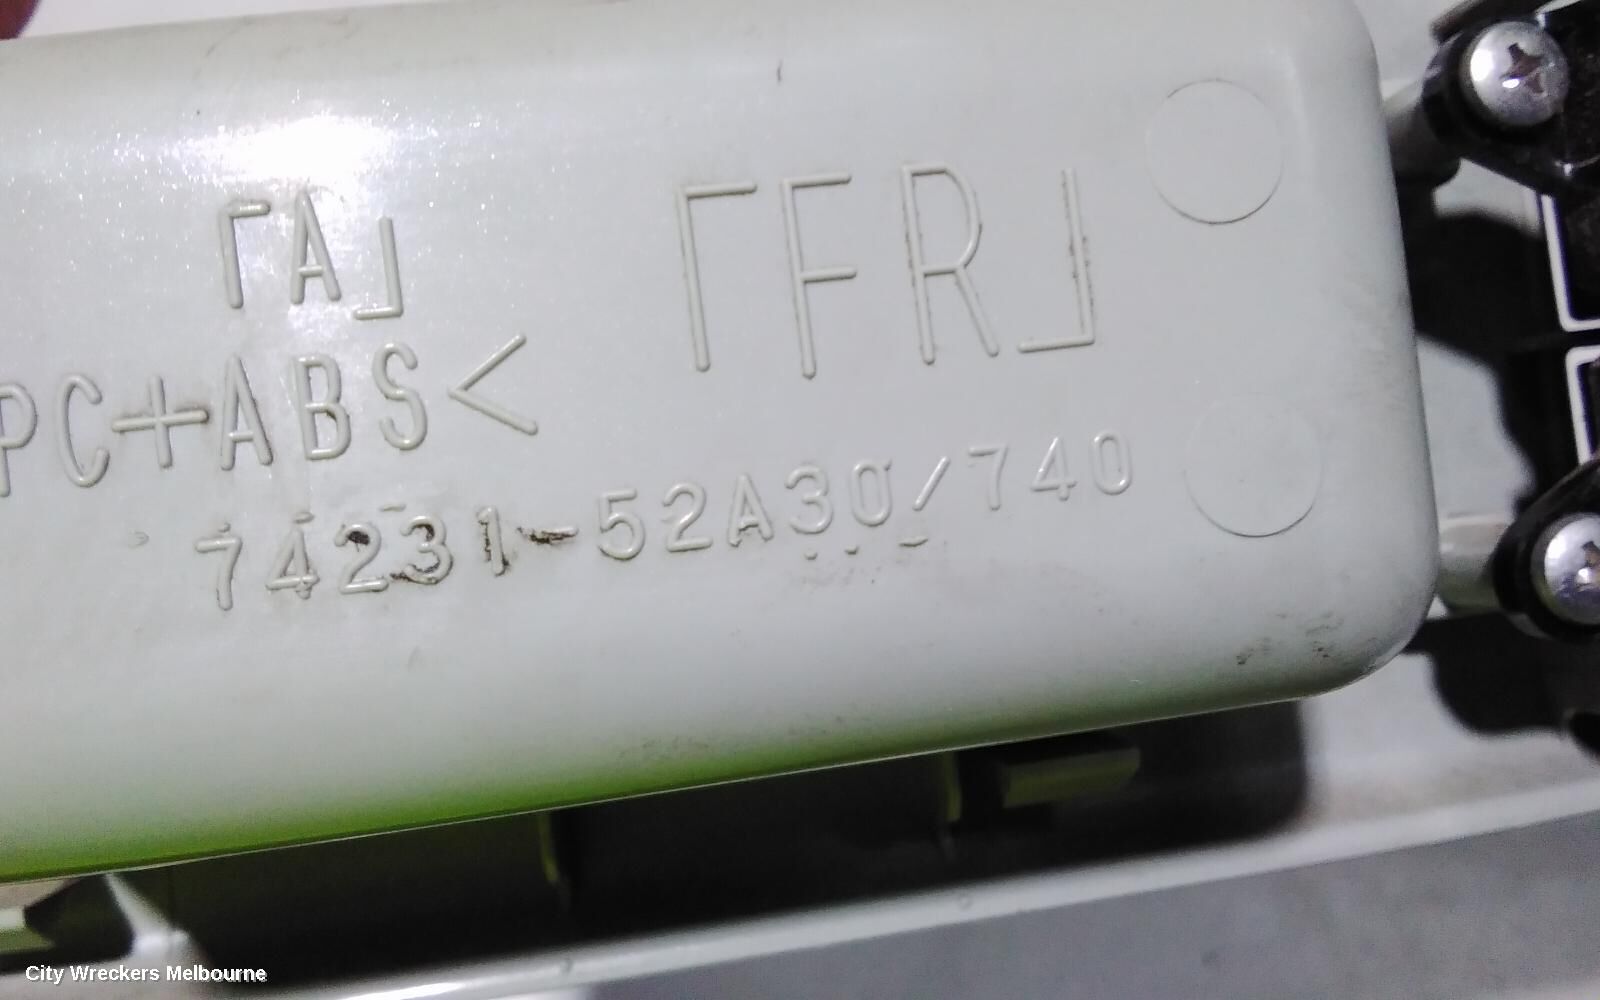 「A」
「FR」
PC+ABS<
74231-52A30/740
City Wreckers Melbourne